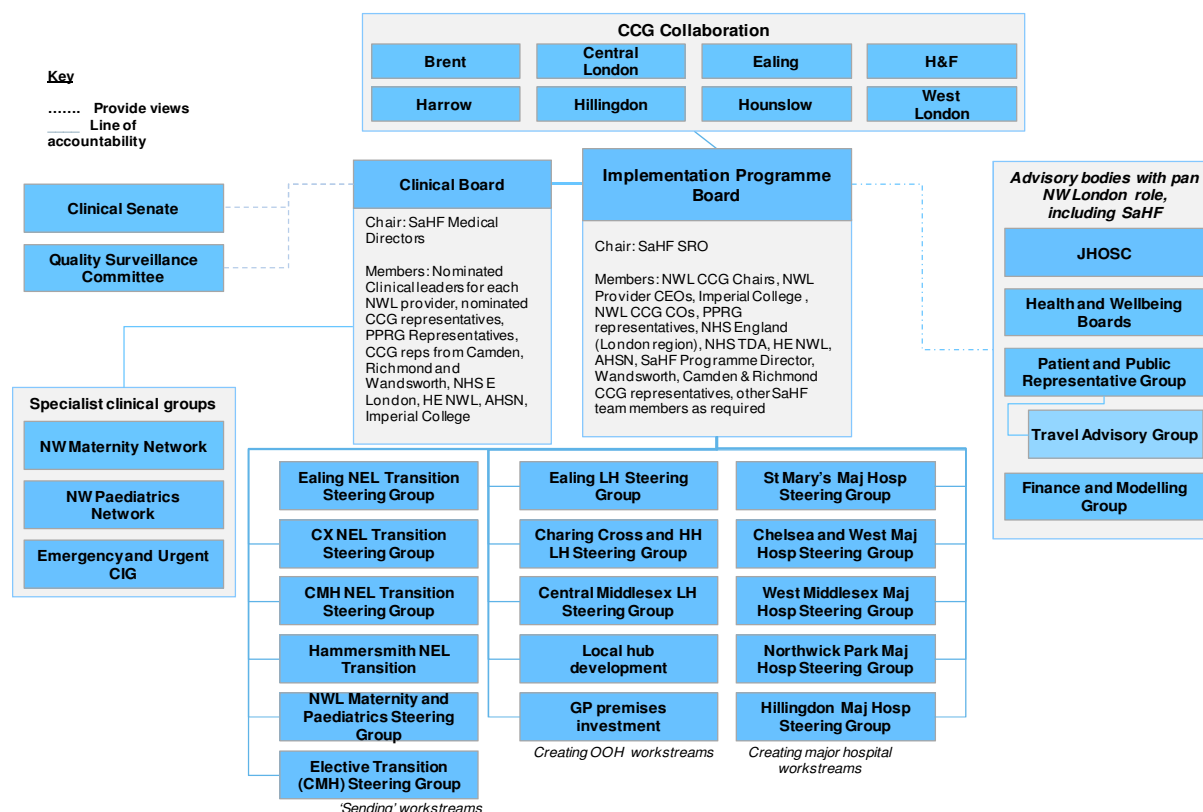 CCG Collaboration
Brent
Central
London
Ealing
H&F
Harrow
Hillingdon
Hounslow
West
London
Key
....... Provide views
____ Line of
accountability
Clinical Senate
Quality Surveillance
Committee
Clinical Board
Chair: SaHF Medical
Directors
Members: Nominated
Clinical leaders for each
NWL provider, nominated
CCG representatives,
PPRG Representatives,
CCG reps from Camden,
Richmond and
Wandsworth, NHS E
London, HE NWL, AHSN,
Imperial College
Implementation Programme
Board
Chair: SaHF SRO
Members: NWL CCG Chairs, NWL
Provider CEOs, Imperial College ,
NWL CCG COs, PPRG
representatives, NHS England
(London region), NHS TDA, HE NWL,
AHSN, SaHF Programme Director,
Wandsworth, Camden & Richmond
CCG representatives, other SaHF
team members as required
Advisory bodies with pan
NW London role,
including SaHF
JHOSC
Health and Wellbeing
Boards
Patient and Public
Representative Group
Travel Advisory Group
Finance and Modelling
Group
Specialist clinical groups
NW Maternity Network
NW Paediatrics
Network
Emergency and Urgent
CIG
Ealing NEL Transition
Steering Group
CX NEL Transition
Steering Group
CMH NEL Transition
Steering Group
Hammersmith NEL
Transition
NWL Maternity and
Paediatrics Steering
Group
Elective Transition
(CMH) Steering Group
'Sending' workstreams
Ealing LH Steering
Group
Charing Cross and HH
LH Steering Group
Central Middlesex LH
Steering Group
Local hub
development
GP premises
investment
Creating OOH workstreams
St Mary's Maj Hosp
Steering Group
Chelsea and West Maj
Hosp Steering Group
West Middlesex Maj
Hosp Steering Group
Northwick Park Maj
Hosp Steering Group
Hillingdon Maj Hosp
Steering Group
Creating major hospital
workstreams